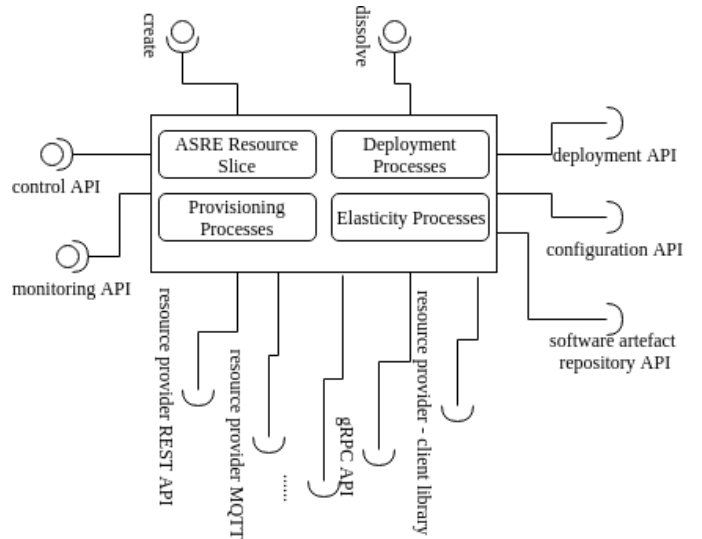 create
dissolve
ASRE Resource
Slice
Deployment
Processes
Provisioning
Processes
Elasticity Processes
control API
monitoring API
deployment API
configuration API
software artefact
repository API
resource provider REST API
resource provider MQTT
......
gRPC API
resource provider - client library